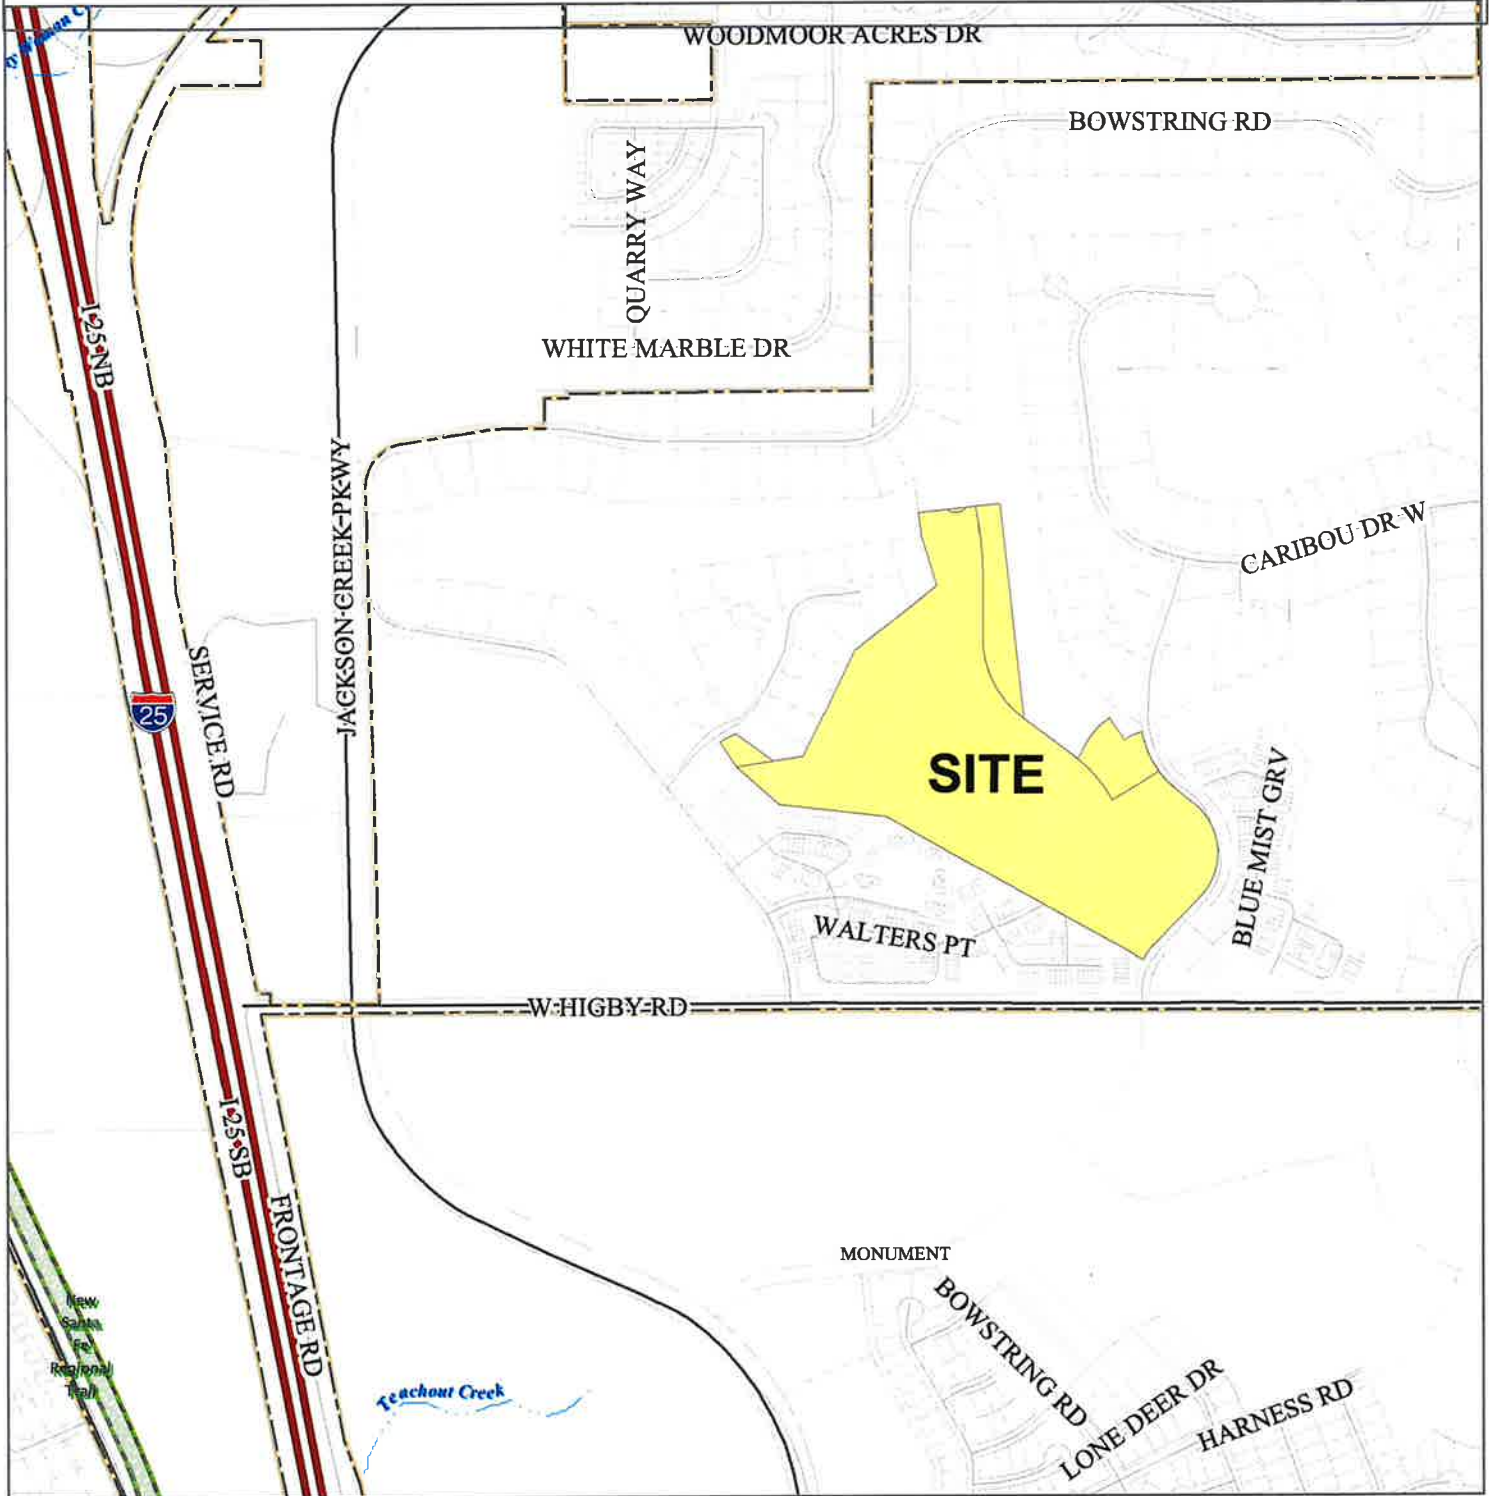 WOODMOOR ACRES DR
BOWSTRING RD
QUARRY WAY
WHITE MARBLE DR
I-25 NB
JACKSON CREEK PKWY
CARIBOU DR W
SERVICE RD
25
SITE
BLUE MIST GRV
WALTERS PT
W HIGBY RD
I-25 SB
FRONTAGE RD
MONUMENT
New
Santa
Fe
Regional
Trail
BOWSTRING RD
Teachout Creek
LONE DEER DR
HARNESS RD